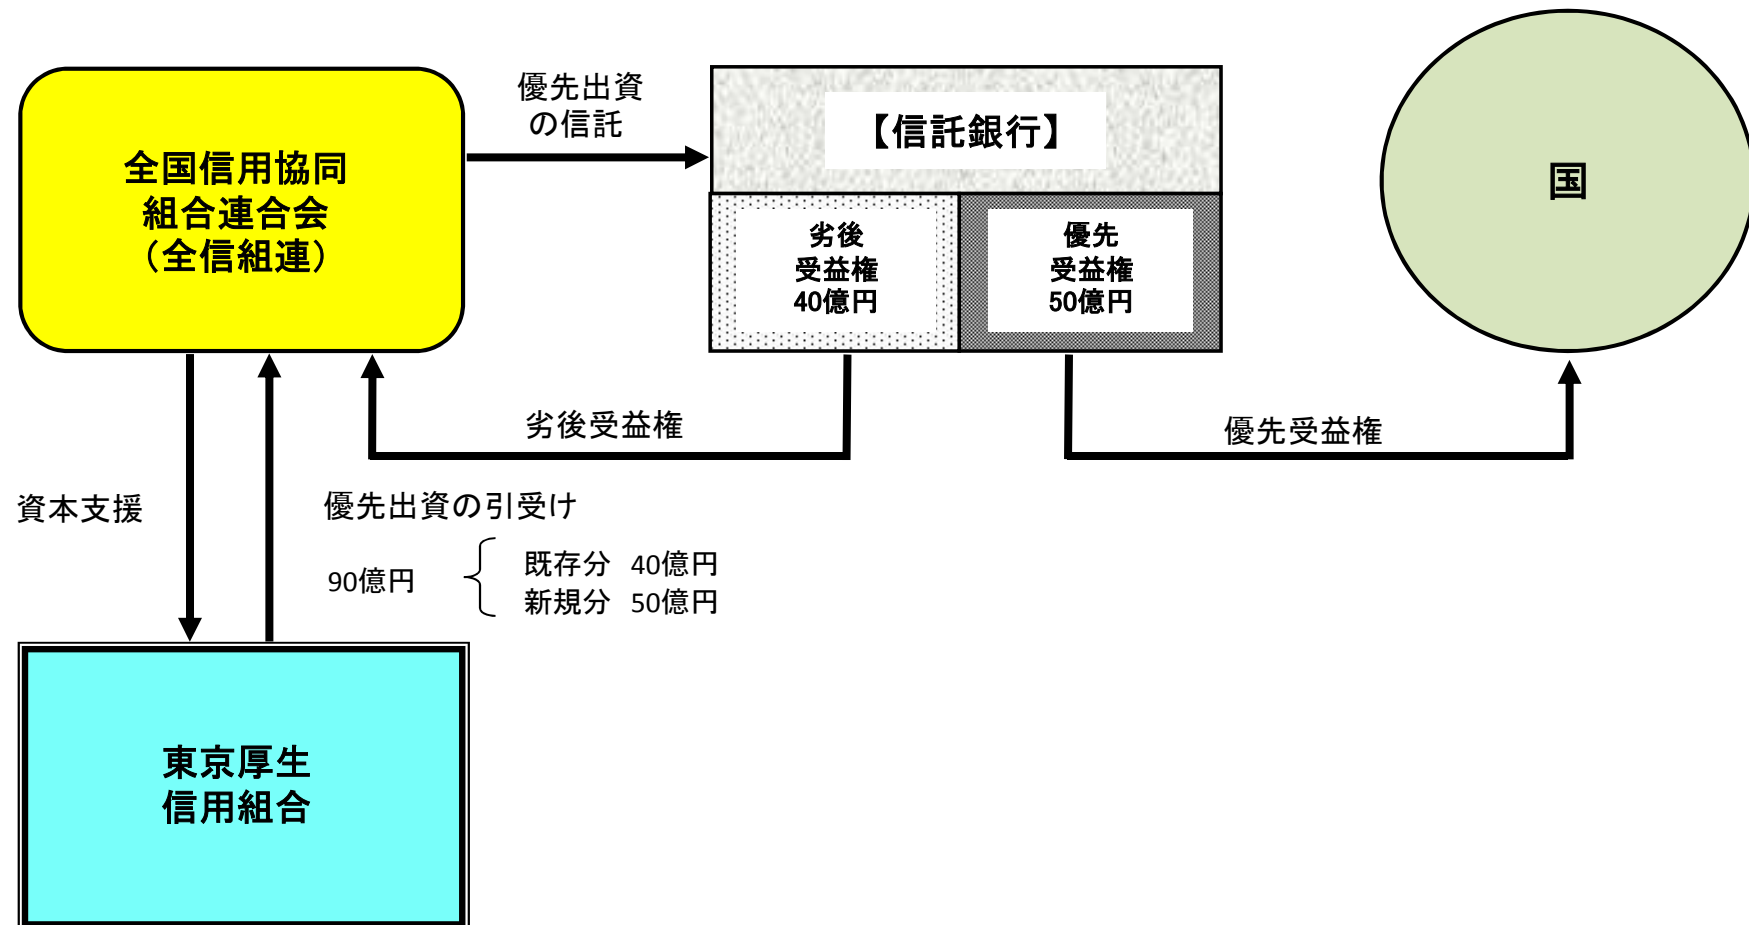 全国信用協同
組合連合会
（全信組連）
優先出資
の信託
【信託銀行】
劣後
受益権
40億円
優先
受益権
50億円
国
劣後受益権
優先受益権
資本支援
優先出資の引受け
90億円
既存分 40億円
新規分 50億円
東京厚生
信用組合